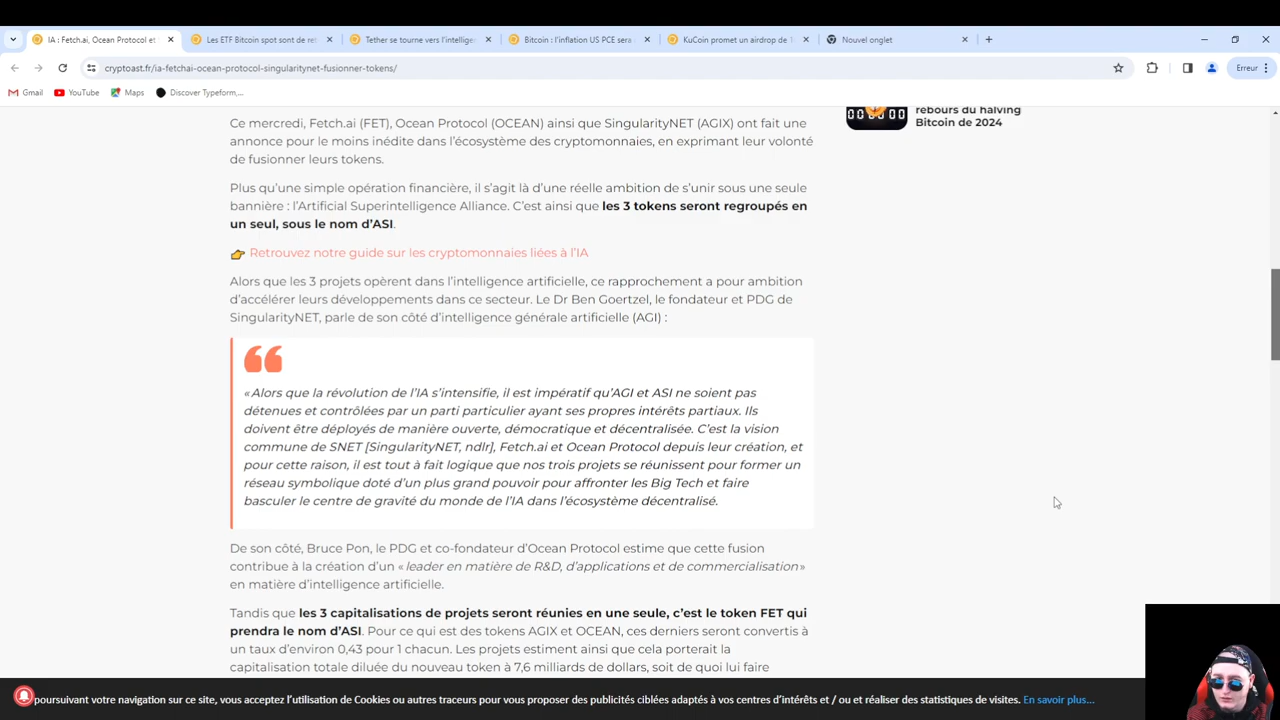 IA : Fetch.ai, Ocean Protocol et
Les ETF Bitcoin spot sont de re
Tether se tourne vers l'intellige
Bitcoin : l'inflation US PCE sera
KuCoin promet un airdrop de 1
Nouvel onglet
cryptoast.fr/ia-fetchai-ocean-protocol-singularitynet-fusionner-tokens/
Erreur
Gmail
YouTube
Maps
Discover Typeform,...
rebours du halving
Bitcoin de 2024
Ce mercredi, Fetch.ai (FET), Ocean Protocol (OCEAN) ainsi que SingularityNET (AGIX) ont fait une
annonce pour le moins inédite dans l'écosystème des cryptomonnaies, en exprimant leur volonté
de fusionner leurs tokens.
Plus qu'une simple opération financière, il s'agit là d'une réelle ambition de s'unir sous une seule
bannière : l'Artificial Superintelligence Alliance. C'est ainsi que les 3 tokens seront regroupés en
un seul, sous le nom d'ASI.
👉 Retrouvez notre guide sur les cryptomonnaies liées à l'IA
Alors que les 3 projets opèrent dans l'intelligence artificielle, ce rapprochement a pour ambition
d'accélérer leurs développements dans ce secteur. Le Dr Ben Goertzel, le fondateur et PDG de
SingularityNET, parle de son côté d'intelligence générale artificielle (AGI) :
« Alors que la révolution de l'IA s'intensifie, il est impératif qu'AGI et ASI ne soient pas
détenues et contrôlées par un parti particulier ayant ses propres intérêts partiaux. Ils
doivent être déployés de manière ouverte, démocratique et décentralisée. C'est la vision
commune de SNET [SingularityNET, ndlr], Fetch.ai et Ocean Protocol depuis leur création, et
pour cette raison, il est tout à fait logique que nos trois projets se réunissent pour former un
réseau symbolique doté d'un plus grand pouvoir pour affronter les Big Tech et faire
basculer le centre de gravité du monde de l'IA dans l'écosystème décentralisé.
De son côté, Bruce Pon, le PDG et co-fondateur d'Ocean Protocol estime que cette fusion
contribue à la création d'un « leader en matière de R&D, d'applications et de commercialisation »
en matière d'intelligence artificielle.
Tandis que les 3 capitalisations de projets seront réunies en une seule, c'est le token FET qui
prendra le nom d'ASI. Pour ce qui est des tokens AGIX et OCEAN, ces derniers seront convertis à
un taux d'environ 0,43 pour 1 chacun. Les projets estiment ainsi que cela porterait la
capitalisation totale diluée du nouveau token à 7,6 milliards de dollars, soit de quoi lui faire
poursuivant votre navigation sur ce site, vous acceptez l'utilisation de Cookies ou autres traceurs pour vous proposer des publicités ciblées adaptés à vos centres d'intérêts et / ou et réaliser des statistiques de visites. En savoir plus...